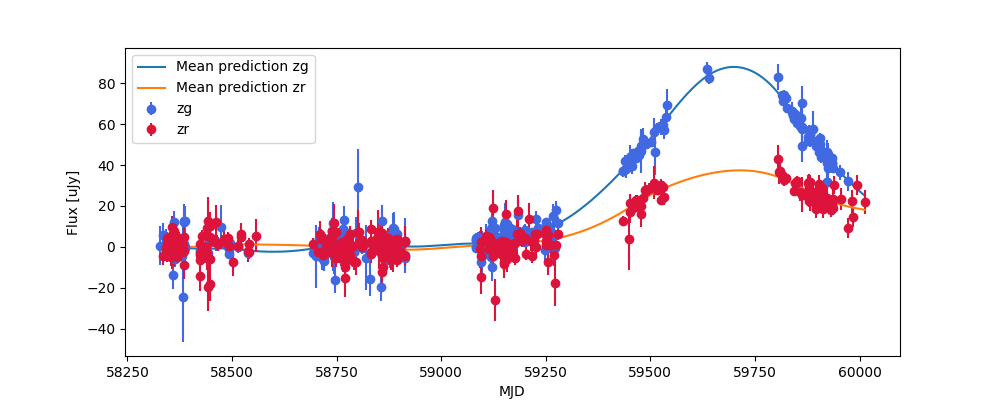 Mean prediction zg
Mean prediction zr
zg
zr
80
60
40
20
0
−20
−40
Flux [uJy]
58250
58500
58750
59000
59250
59500
59750
60000
MJD